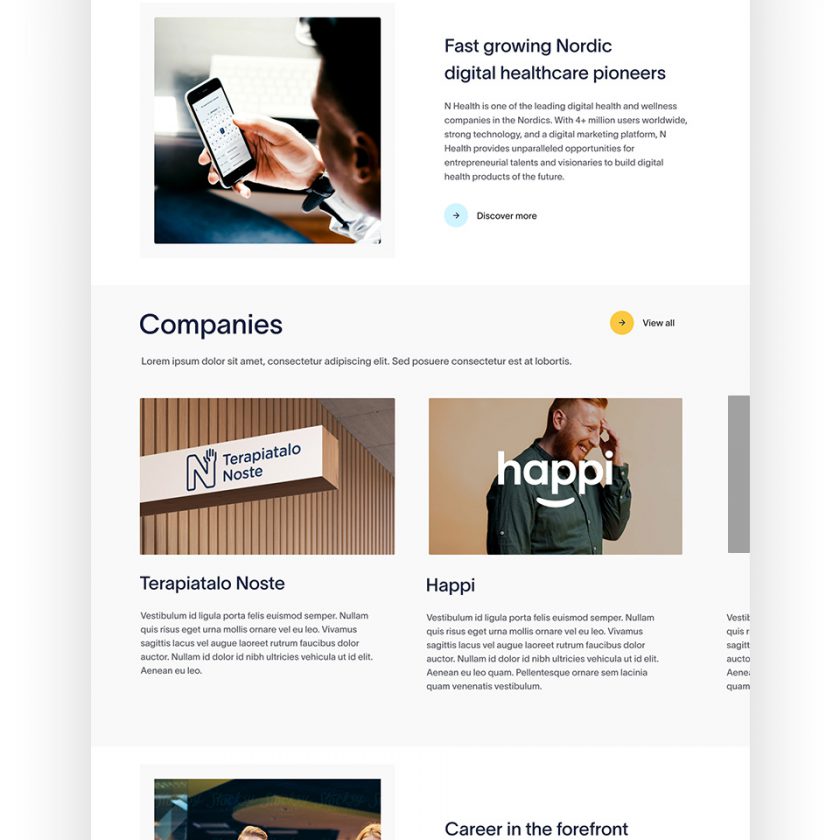 Fast growing Nordic
digital healthcare pioneers
N Health is one of the leading digital health and wellness
companies in the Nordics. With 4+ million users worldwide,
strong technology, and a digital marketing platform, N
Health provides unparalleled opportunities for
entrepreneurial talents and visionaries to build digital
health products of the future.
Discover more
Companies
View all
Lorem ipsum dolor sit amet, consectetur adipiscing elit. Sed posuere consectetur est at lobortis.
Terapiatalo
Noste
happi
Terapiatalo Noste
Vestibulum id ligula porta felis euismod semper. Nullam
quis risus eget urna mollis ornare vel eu leo. Vivamus
sagittis lacus vel augue laoreet rutrum faucibus dolor
auctor. Nullam id dolor id nibh ultricies vehicula ut id elit.
Aenean eu leo.
Happi
Vestibulum id ligula porta felis euismod semper. Nullam
quis risus eget urna mollis ornare vel eu leo. Vivamus
sagittis lacus vel augue laoreet rutrum faucibus dolor
auctor. Nullam id dolor id nibh ultricies vehicula ut id elit.
Aenean eu leo quam. Pellentesque ornare sem lacinia
quam venenatis vestibulum.
Career in the forefront